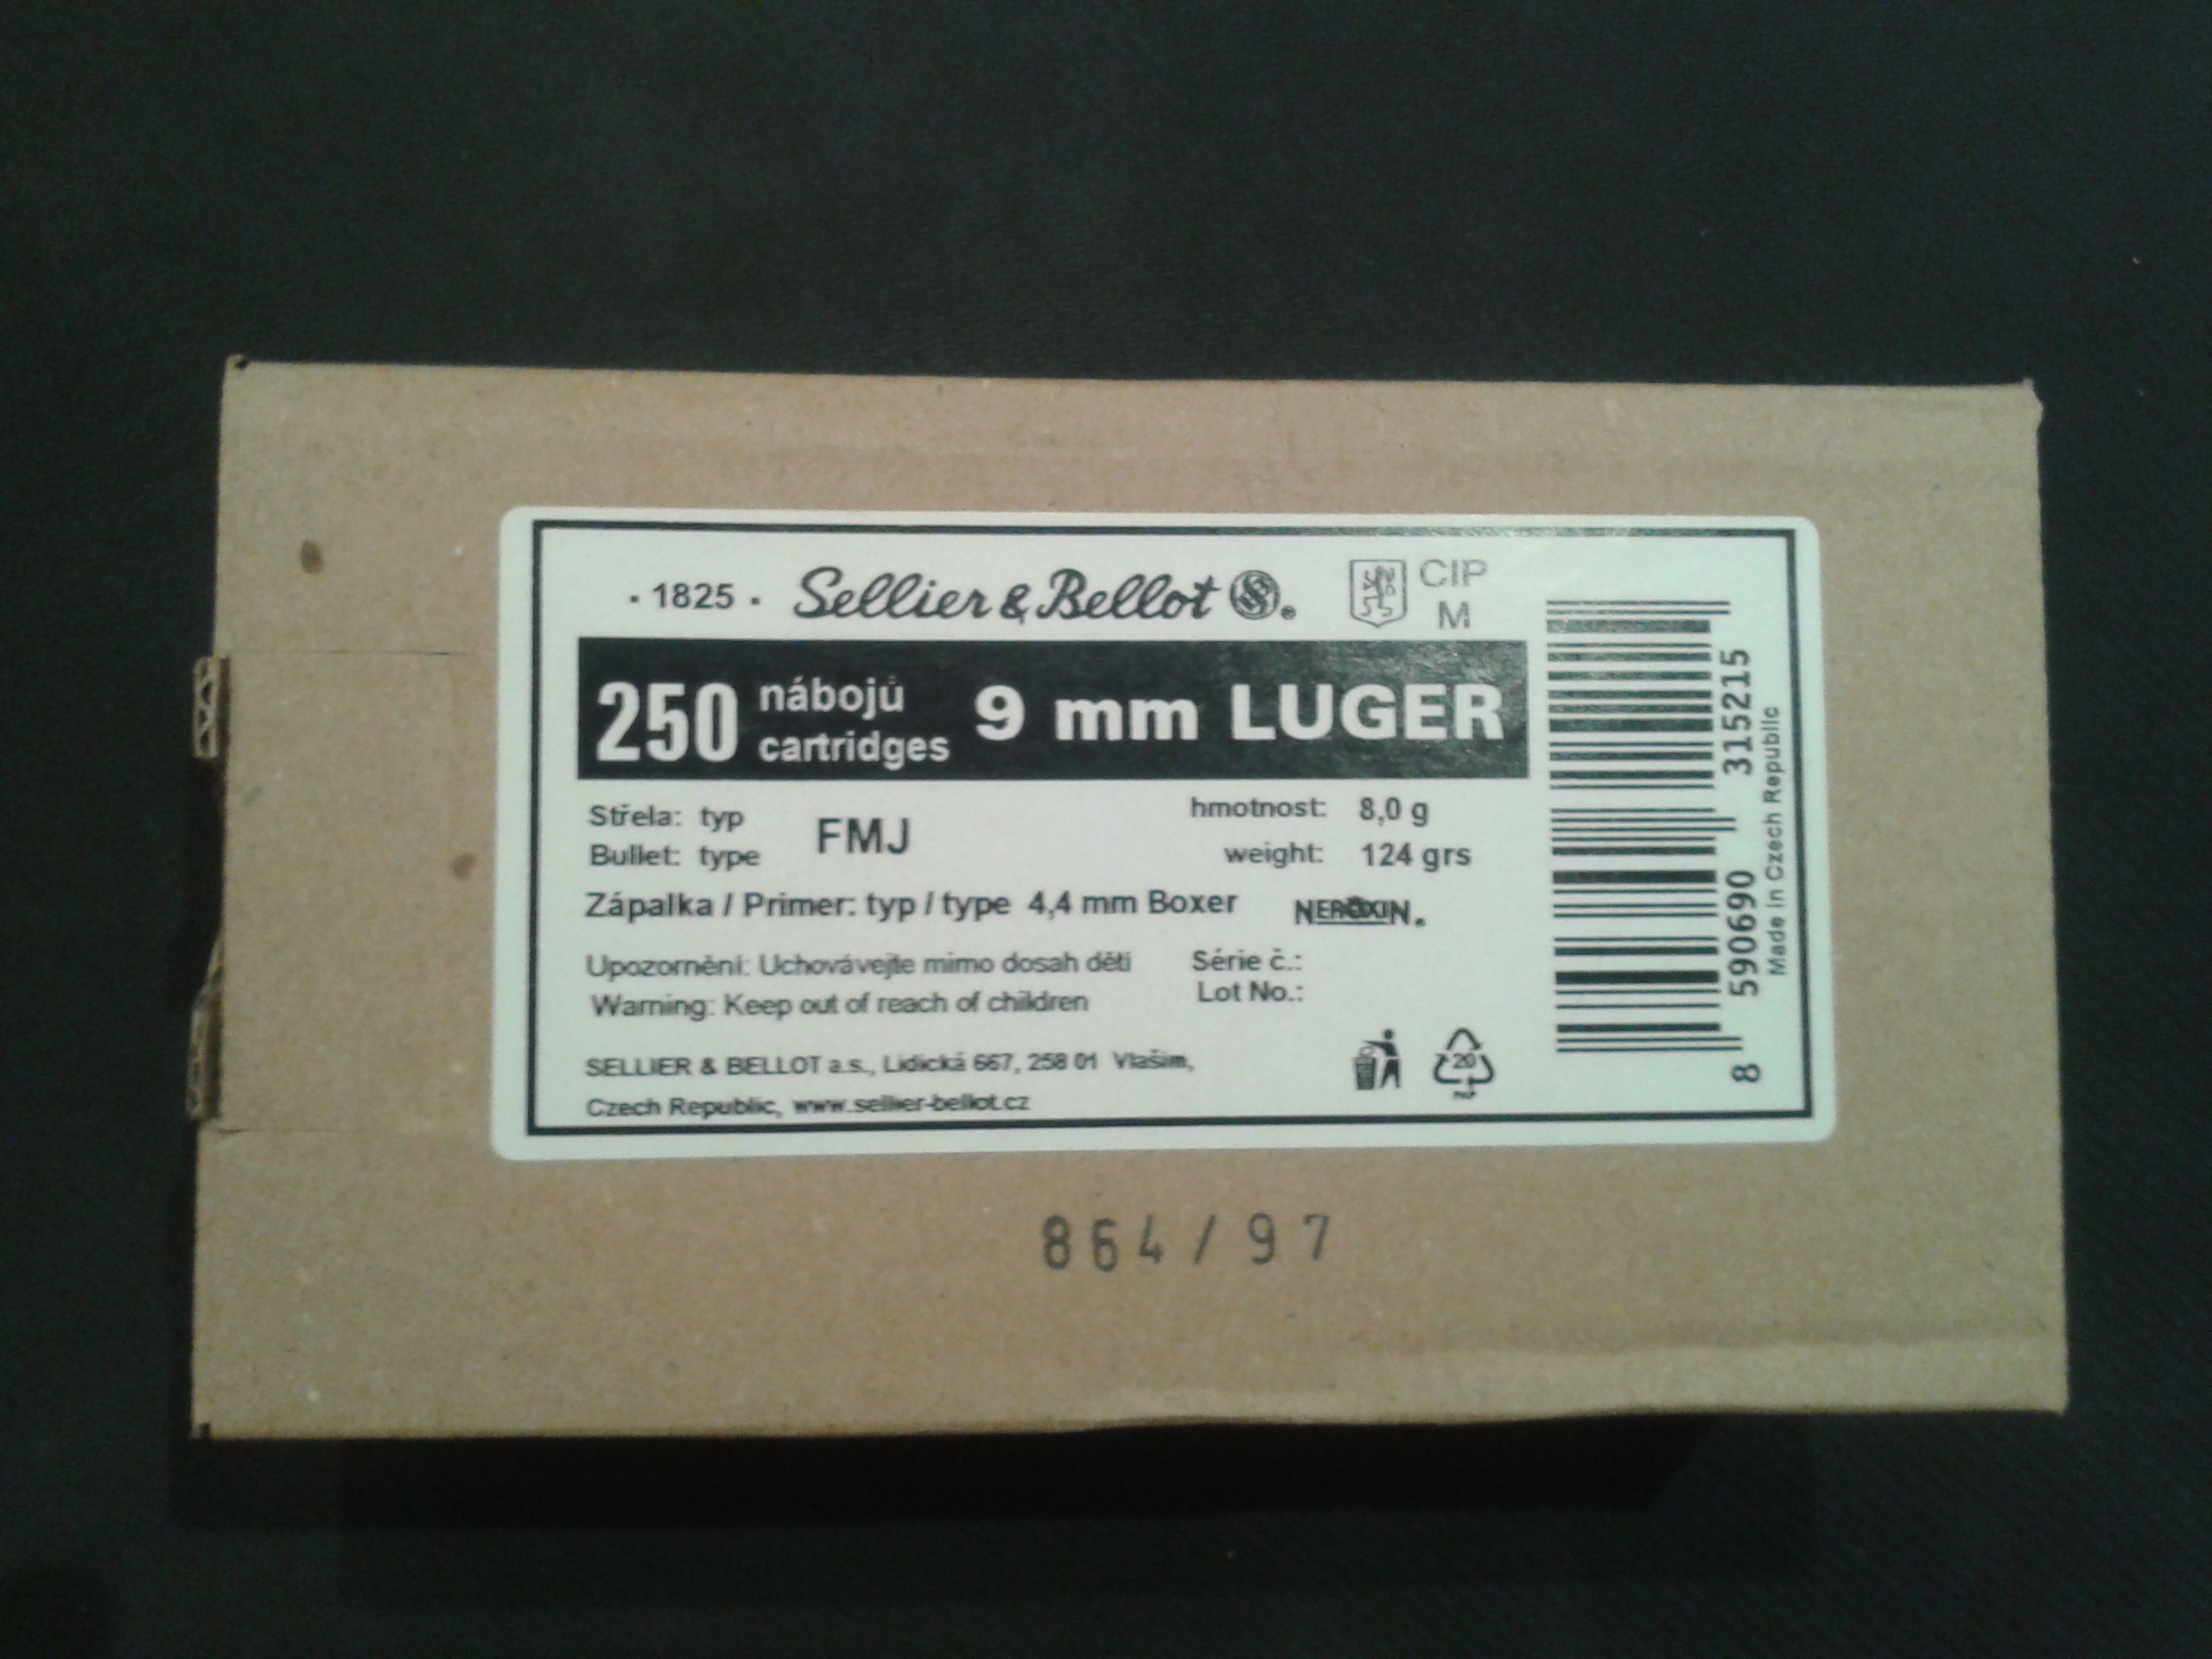 · 1825 · Sellier & Bellot ®
CIP
M
250 nábojů
cartridges
9 mm LUGER
Střela: typ
Bullet: type
FMJ
hmotnost: 8,0 g
weight: 124 grs
Zápalka / Primer: typ / type 4,4 mm Boxer
NEROXIN®
Upozornění: Uchovávejte mimo dosah dětí
Warning: Keep out of reach of children
Série č.:
Lot No.:
SELLIER & BELLOT a.s., Lidická 667, 258 01 Vlašim,
Czech Republic, www.sellier-bellot.cz
20
PAP
8 590690 315215
Made in Czech Republic
864/97